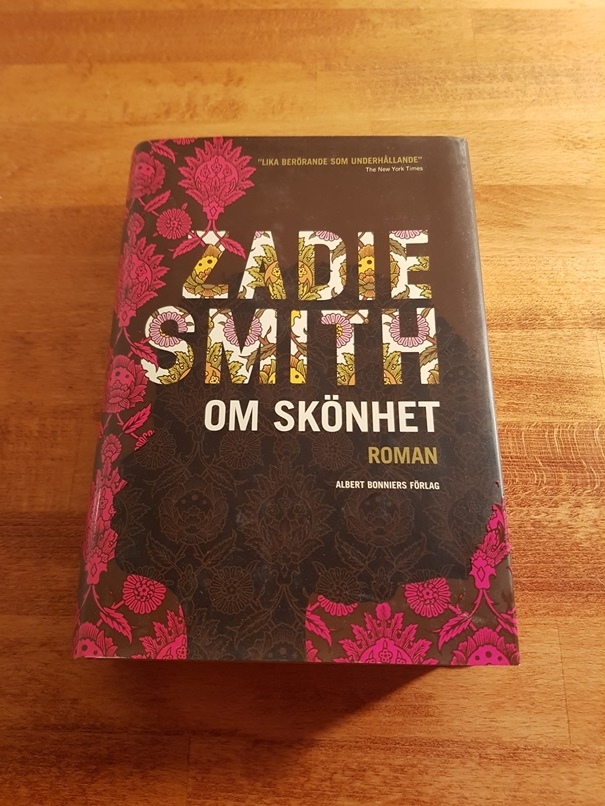 "LIKA BERÖRANDE SOM UNDERHÅLLANDE"
The New York Times
ZADIE
SMITH
OM SKÖNHET
ROMAN
ALBERT BONNIERS FÖRLAG